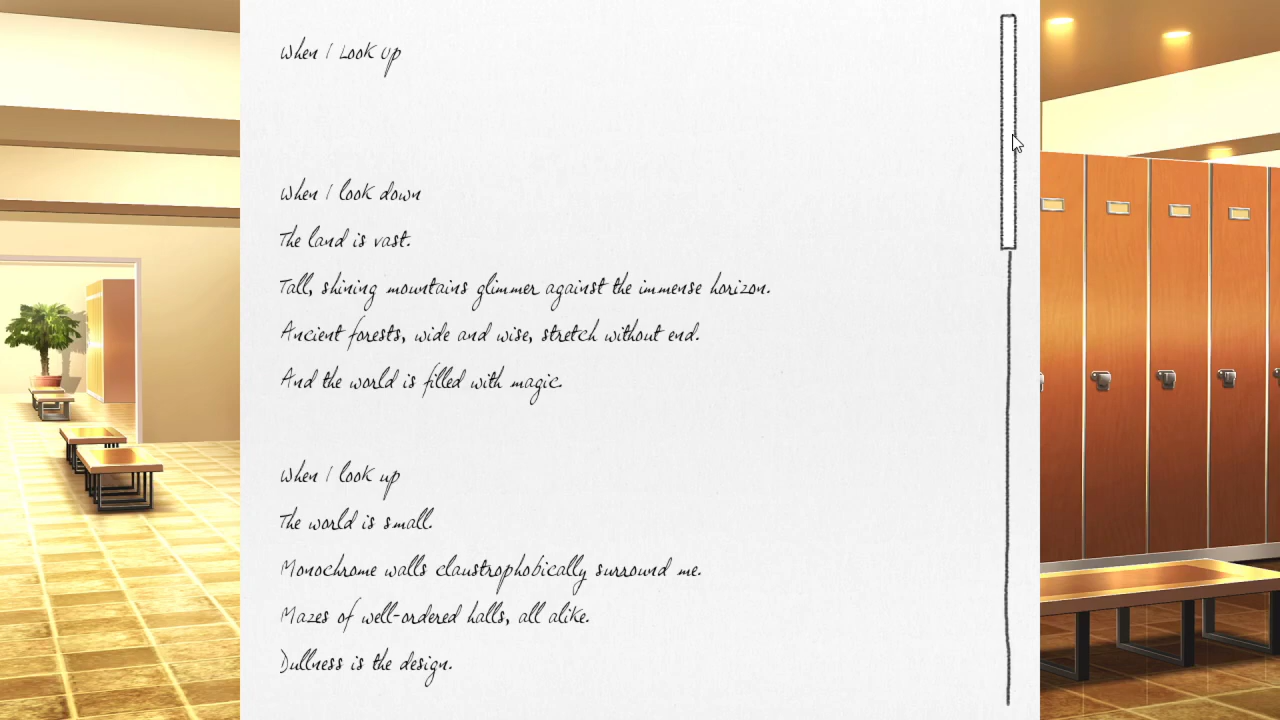 When I Look Up
When I look down
The land is vast.
Tall, shining mountains glimmer against the immense horizon.
Ancient forests, wide and wise, stretch without end.
And the world is filled with magic.
When I look up
The world is small.
Monochrome walls claustrophobically surround me.
Mazes of well-ordered halls, all alike.
Dullness is the design.